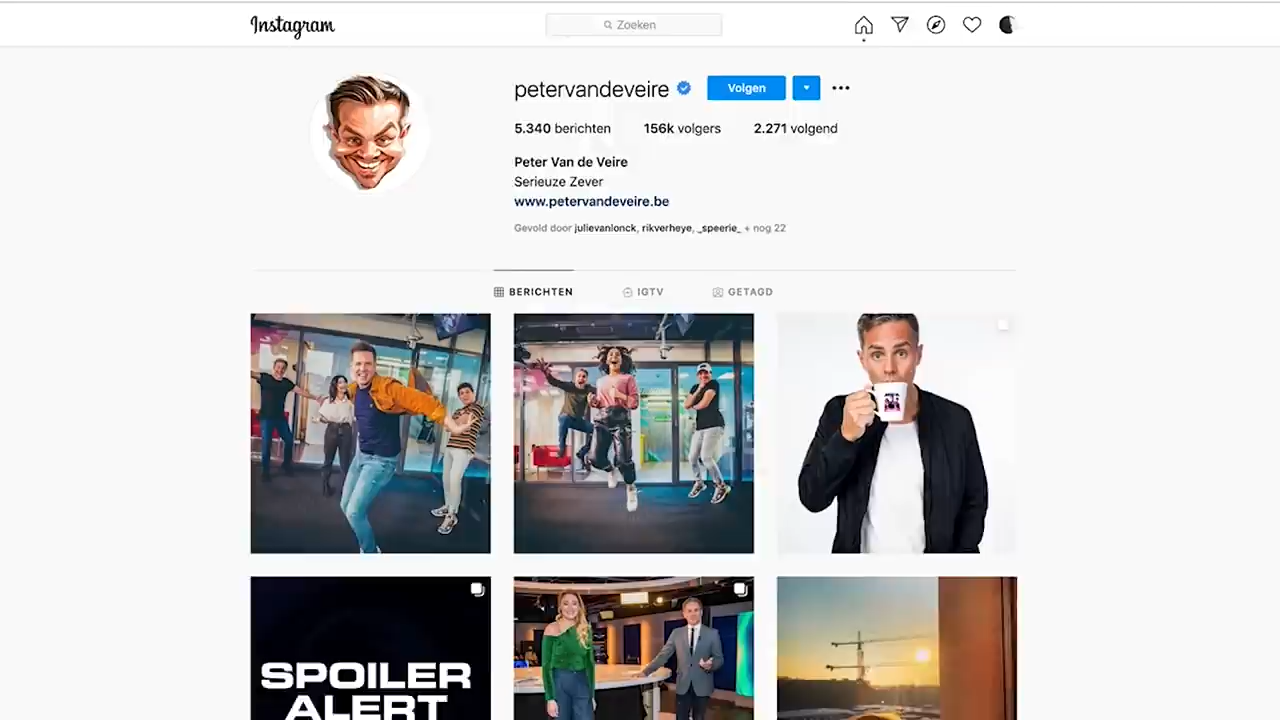 Instagram
Zoeken
petervandeveire
Volgen
5.340 berichten 156k volgers 2.271 volgend
Peter Van de Veire
Serieuze Zever
www.petervandeveire.be
Gevold door julievanlonck, rikverheye, _speerie_ + nog 22
BERICHTEN IGTV GETAGD
SPOILER
ALERT